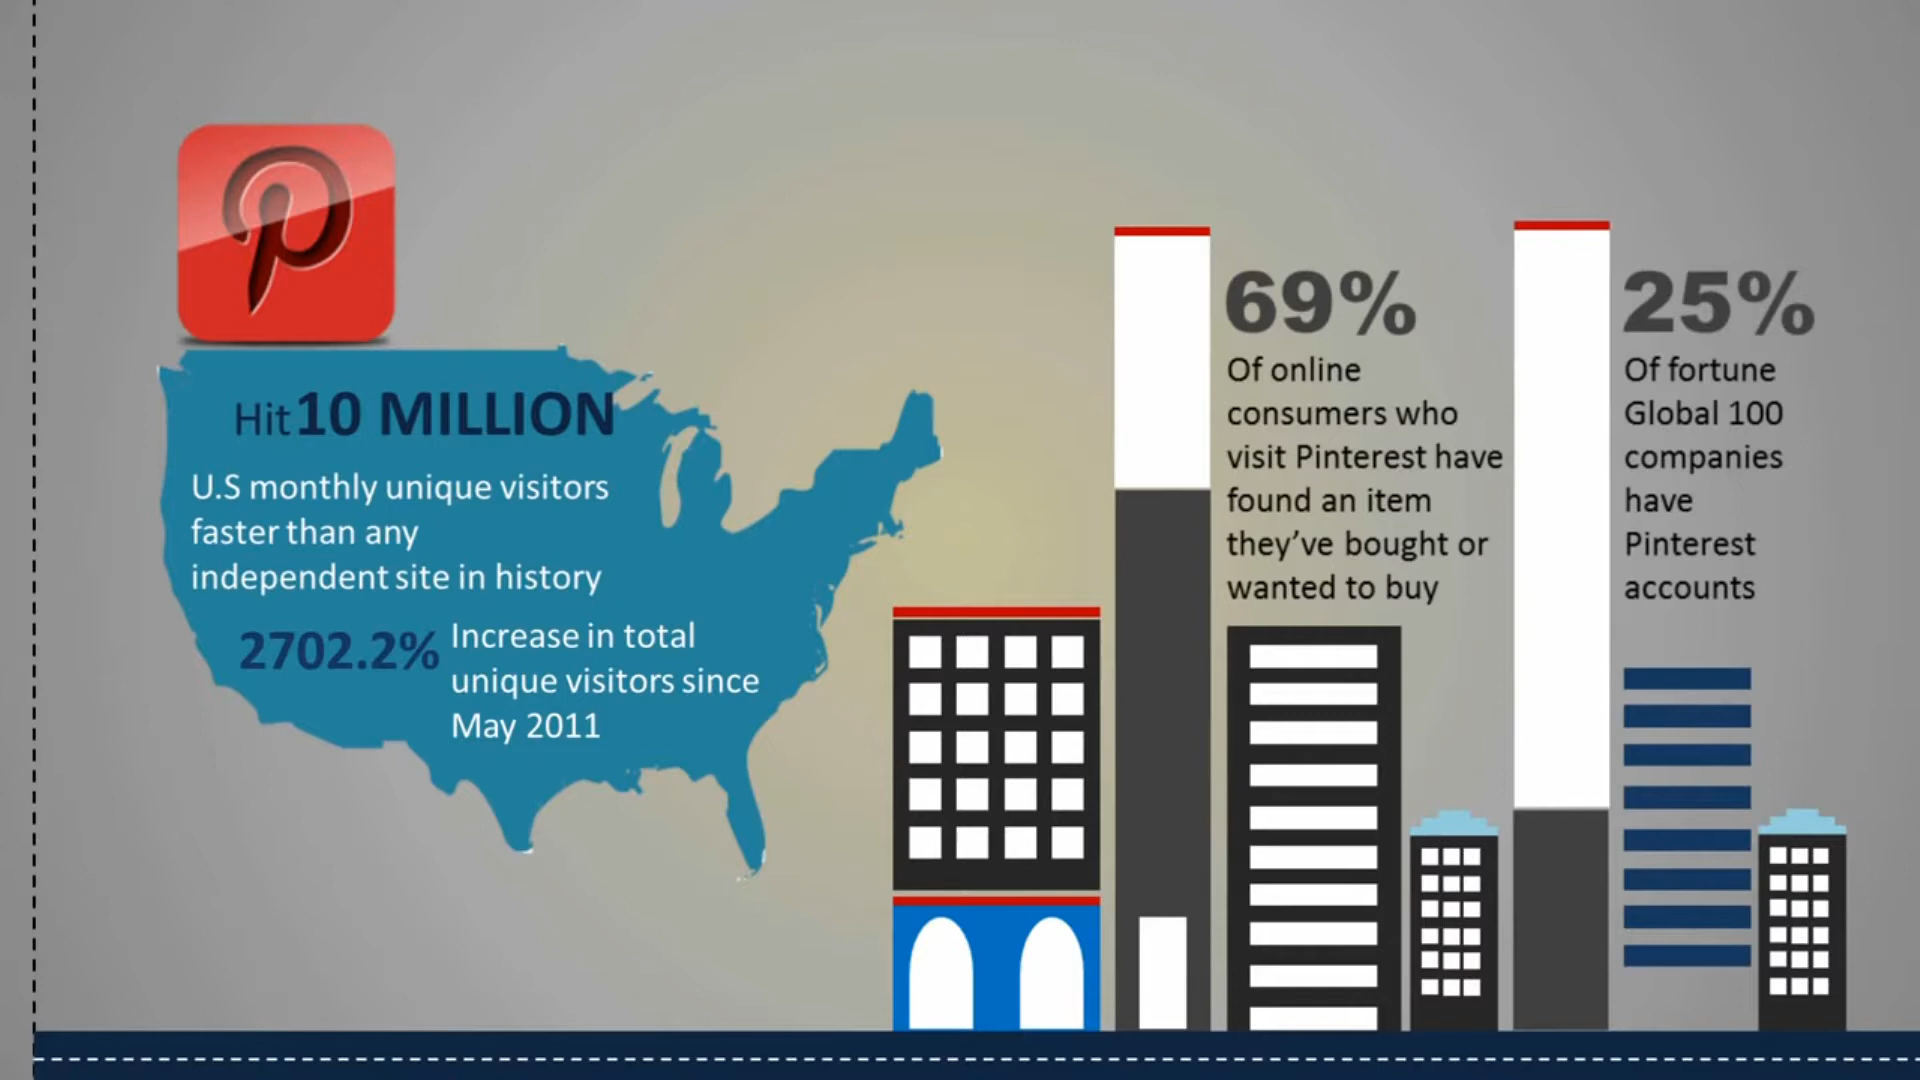 Hit 10 MILLION
U.S monthly unique visitors
faster than any
independent site in history
2702.2% Increase in total
unique visitors since
May 2011
69%
Of online
consumers who
visit Pinterest have
found an item
they’ve bought or
wanted to buy
25%
Of fortune
Global 100
companies
have
Pinterest
accounts